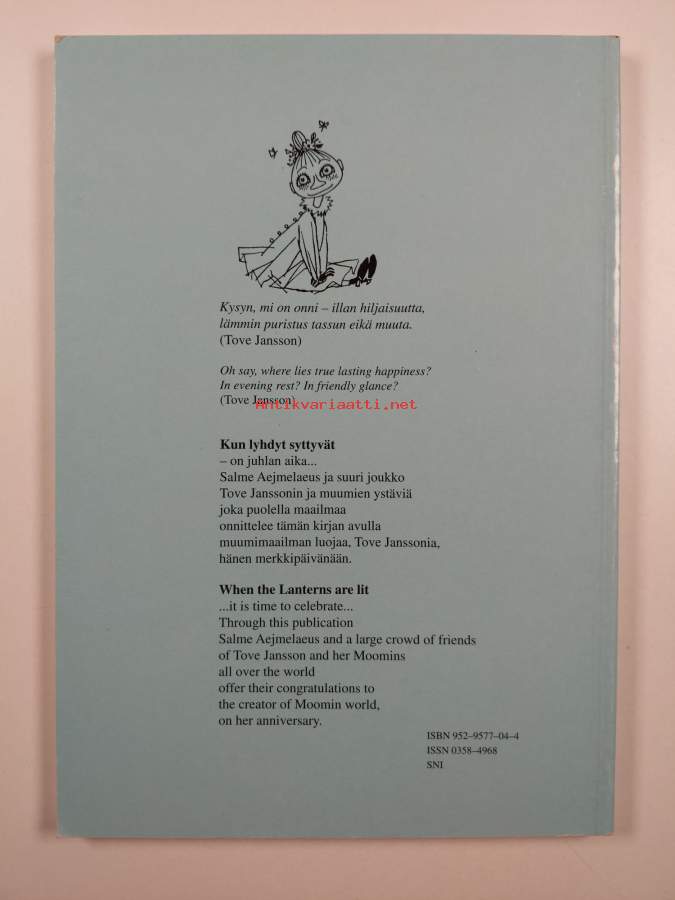 Kysyn, mi on onni – illan hiljaisuutta,
lämmin puristus tassun eikä muuta.
(Tove Jansson)
Oh say, where lies true lasting happiness?
In evening rest? In friendly glance?
(Tove Jansson)
Antikvariaatti.net
Kun lyhdyt syttyvät
– on juhlan aika...
Salme Aejmelaeus ja suuri joukko
Tove Janssonin ja muumien ystäviä
joka puolella maailmaa
onnittelee tämän kirjan avulla
muumimaailman luojaa, Tove Janssonia,
hänen merkkipäivänään.
When the Lanterns are lit
...it is time to celebrate...
Through this publication
Salme Aejmelaeus and a large crowd of friends
of Tove Jansson and her Moomins
all over the world
offer their congratulations to
the creator of Moomin world,
on her anniversary.
ISBN 952–9577–04–4
ISSN 0358–4968
SNI